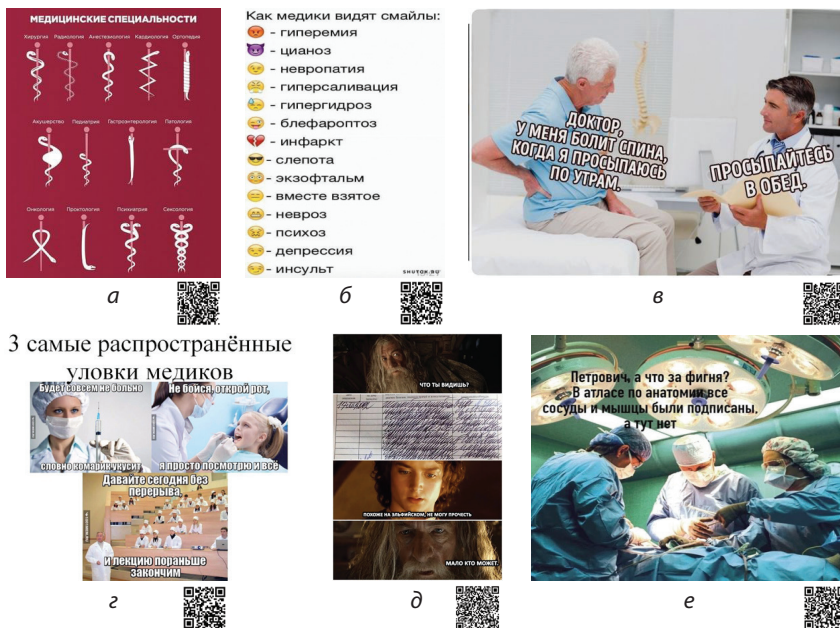 МЕДИЦИНСКИЕ СПЕЦИАЛЬНОСТИ
Хирургия Радиология Анестезиология Кардиология Ортопедия
Акушерство Педиатрия Гастроэнтерология Патология
Онкология Проктология Психиатрия Сексология
а
Как медики видят смайлы:
- гиперемия
- цианоз
- невропатия
- гиперсаливация
- гипергидроз
- блефароптоз
- инфаркт
- слепота
- экзофтальм
- вместе взятое
- невроз
- психоз
- депрессия
- инсульт
SHUTOK.RU
б
ДОКТОР,
У МЕНЯ БОЛИТ СПИНА,
КОГДА Я ПРОСЫПАЮСЬ
ПО УТРАМ.
ПРОСЫПАЙТЕСЬ
В ОБЕД.
в
3 самые распространённые
уловки медиков
Будет совсем не больно
словно комарик укусит
Не бойся, открой рот,
я просто посмотрю и всё
Давайте сегодня без
перерыва,
и лекцию пораньше
закончим
г
ЧТО ТЫ ВИДИШЬ?
ПОХОЖЕ НА ЭЛЬФИЙСКОМ, НЕ МОГУ ПРОЧЕСТЬ
МАЛО КТО МОЖЕТ.
д
Петрович, а что за фигня?
В атласе по анатомии все
сосуды и мышцы были подписаны.
а тут нет
е